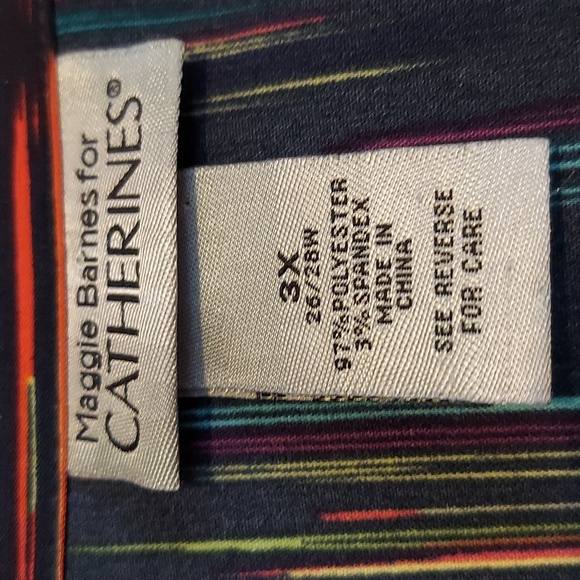 Maggie Barnes for
CATHERINES®
3X
26/28W
97%POLYESTER
3%SPANDEX
MADE IN
CHINA
SEE REVERSE
FOR CARE